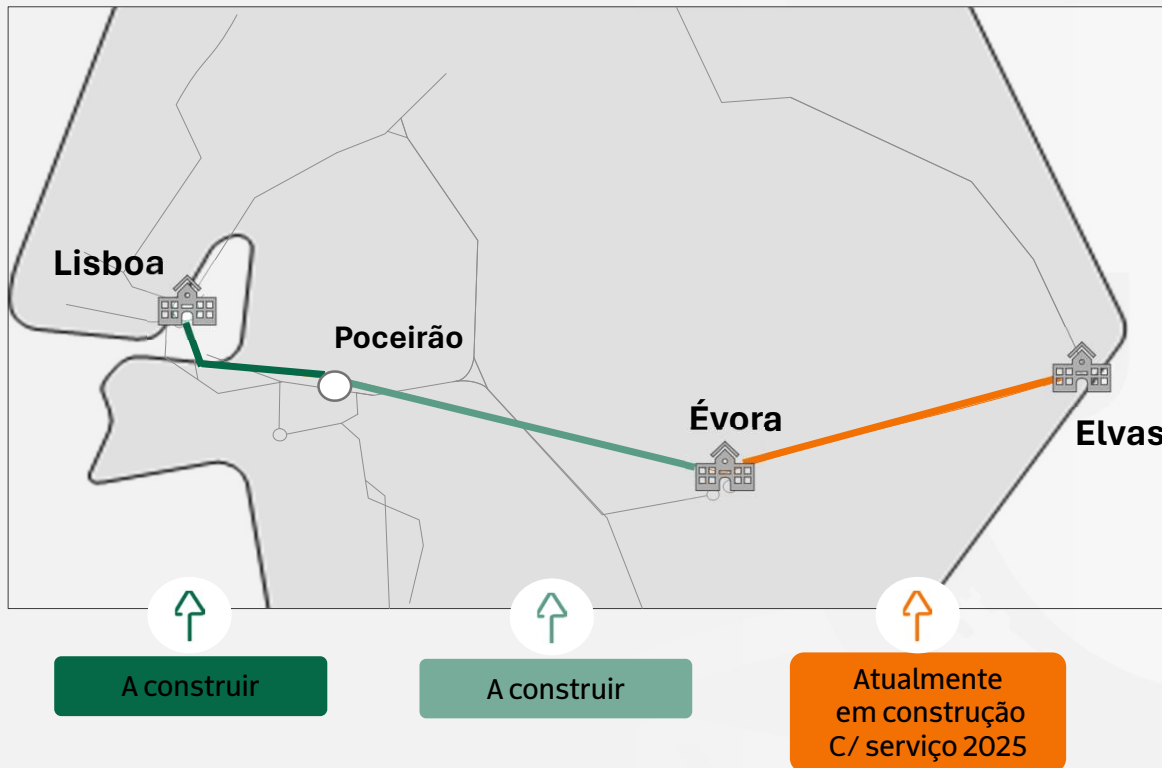 Lisboa
Poceirão
Évora
Elvas
A construir
A construir
Atualmente
em construção
C/ serviço 2025